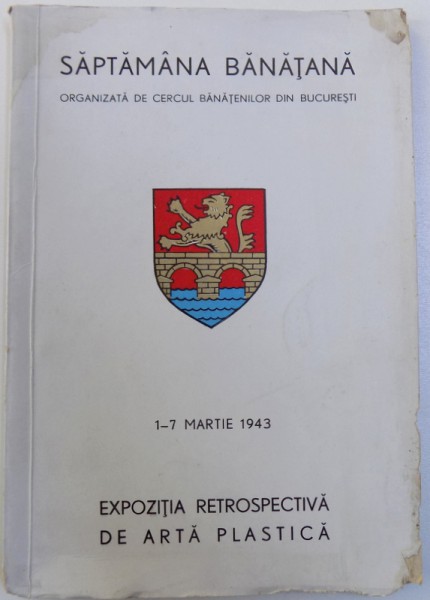 SĂPTĂMÂNA BĂNĂŢANĂ
ORGANIZATĂ DE CERCUL BĂNĂŢENILOR DIN BUCUREŞTI
1–7 MARTIE 1943
EXPOZIŢIA RETROSPECTIVĂ
DE ARTĂ PLASTICĂ